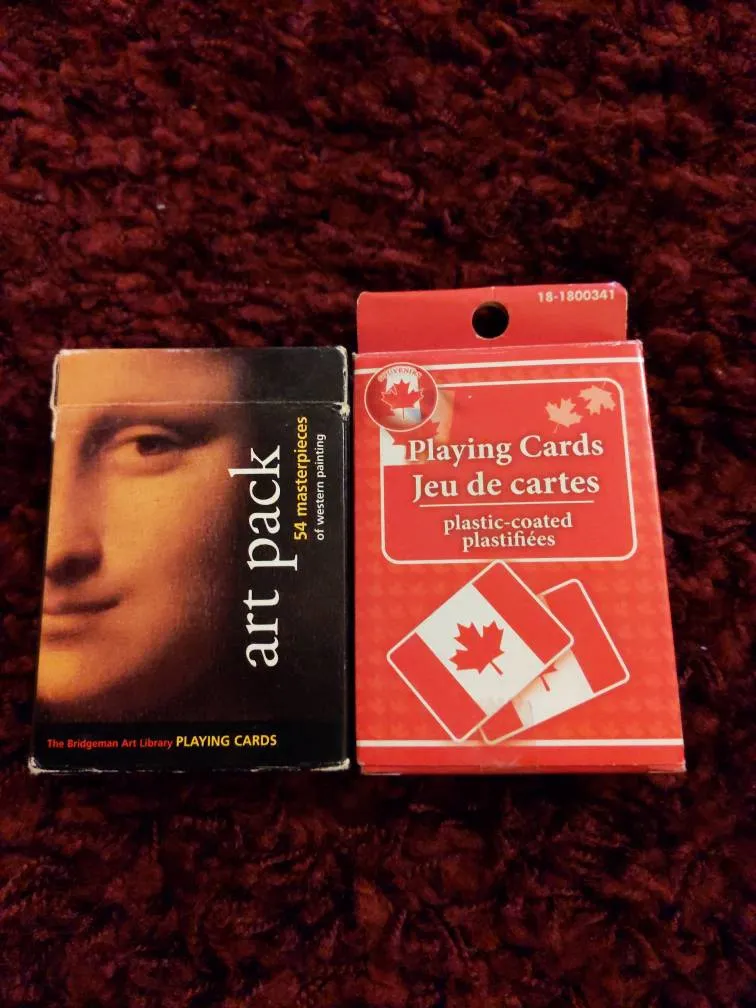 art pack
54 masterpieces
of western painting
The Bridgeman Art Library PLAYING CARDS
18-1800341
SOUVENIRS
Playing Cards
Jeu de cartes
plastic-coated
plastifiées